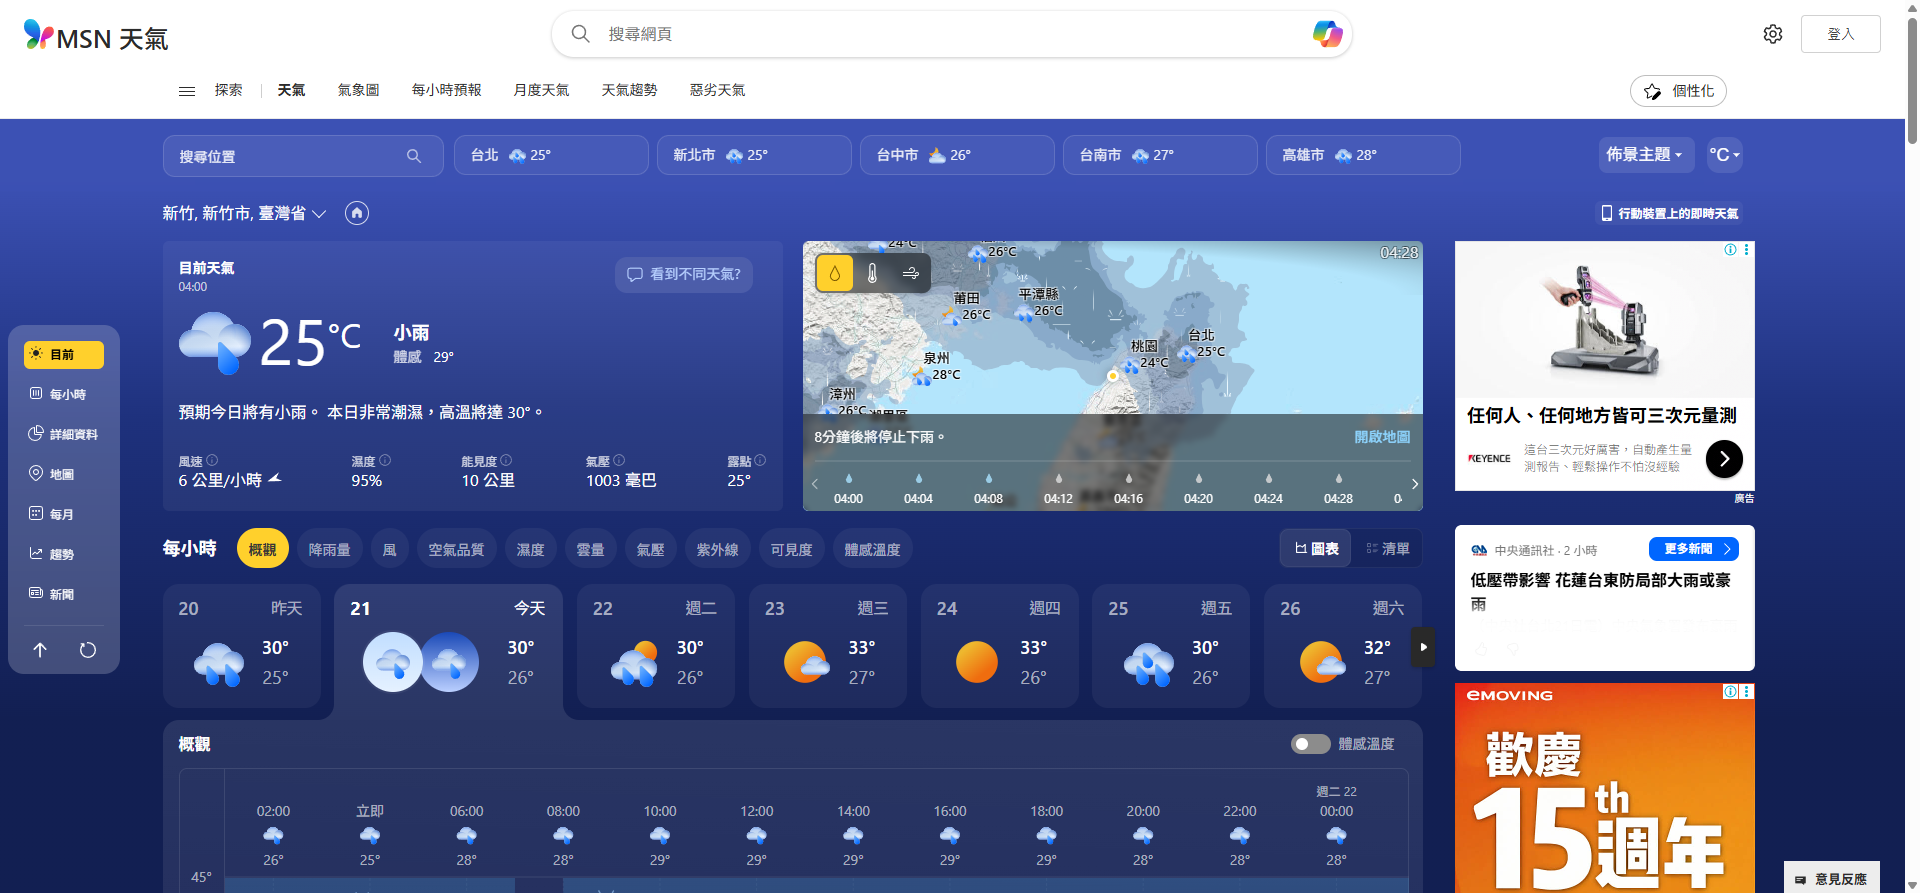 MSN 天氣
搜尋網頁
登入
探索
天氣
氣象圖
每小時預報
月度天氣
天氣趨勢
惡劣天氣
個性化
搜尋位置
台北 25°
新北市 25°
台中市 26°
台南市 27°
高雄市 28°
佈景主題
°C
新竹, 新竹市, 臺灣省
行動裝置上的即時天氣
目前
每小時
詳細資料
地圖
每月
趨勢
新聞
目前天氣
04:00
看到不同天氣?
25°C
小雨
體感 29°
預期今日將有小雨。 本日非常潮濕，高溫將達 30°。
風速
6 公里/小時
濕度
95%
能見度
10 公里
氣壓
1003 毫巴
露點
25°
04:28
24°C
26°C
莆田
26°C
平潭縣
26°C
台北
25°C
桃園
24°C
泉州
28°C
漳州
26°C
8分鐘後將停止下雨。
開啟地圖
04:00
04:04
04:08
04:12
04:16
04:20
04:24
04:28
任何人、任何地方皆可三次元量測
KEYENCE
這台三次元好厲害，自動產生量
測報告、輕鬆操作不怕沒經驗
廣告
每小時
概觀
降雨量
風
空氣品質
濕度
雲量
氣壓
紫外線
可見度
體感溫度
圖表
清單
20 昨天
30°
25°
21 今天
30°
26°
22 週二
30°
26°
23 週三
33°
27°
24 週四
33°
26°
25 週五
30°
26°
26 週六
32°
27°
中央通訊社 · 2 小時
更多新聞
低壓帶影響 花蓮台東防局部大雨或豪
雨
概觀
體感溫度
週二 22
02:00
立即
06:00
08:00
10:00
12:00
14:00
16:00
18:00
20:00
22:00
00:00
26°
25°
28°
28°
29°
29°
29°
29°
29°
28°
28°
28°
45°
eMOVING
歡慶
15th週年
意見反應